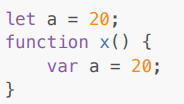 let a = 20;
function x() {
    var a = 20;
}